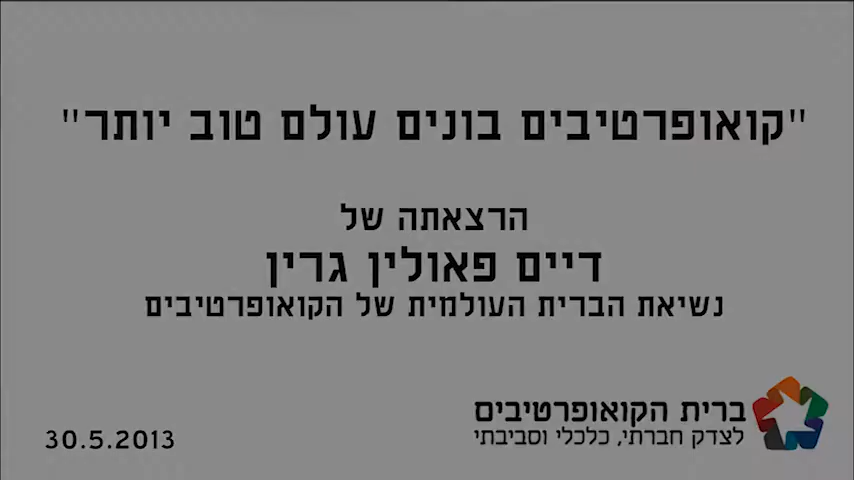 "קואופרטיבים בונים עולם טוב יותר"
הרצאתה של
דיים פאולין גרין
נשיאת הברית העולמית של הקואופרטיבים
ברית הקואופרטיבים
לצדק חברתי, כלכלי וסביבתי
30.5.2013